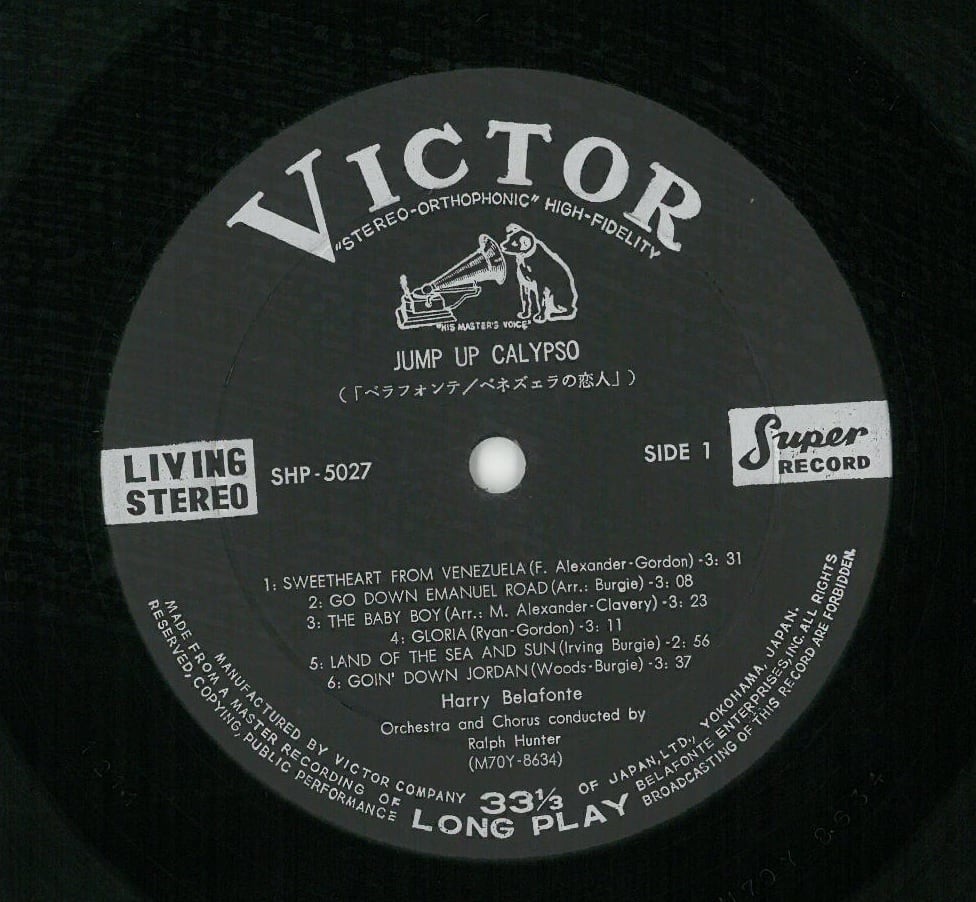 VICTOR
"STEREO-ORTHOPHONIC" HIGH-FIDELITY
"HIS MASTER'S VOICE"
JUMP UP CALYPSO
(「ベラフォンテ/ベネズェラの恋人」)
LIVING
STEREO
SHP-5027
SIDE 1
Super
RECORD
1: SWEETHEART FROM VENEZUELA(F. Alexander-Gordon)-3: 31
2: GO DOWN EMANUEL ROAD(Arr.: Burgie)-3: 08
3: THE BABY BOY(Arr.: M. Alexander-Clavery)-3: 23
4: GLORIA(Ryan-Gordon)-3: 11
5: LAND OF THE SEA AND SUN(Irving Burgie)-2: 56
6: GOIN' DOWN JORDAN(Woods-Burgie)-3: 37
Harry Belafonte
Orchestra and Chorus conducted by
Ralph Hunter
(M70Y-8634)
MANUFACTURED BY VICTOR COMPANY OF JAPAN, LTD., YOKOHAMA, JAPAN.
MADE FROM A MASTER RECORDING OF BELAFONTE ENTERPRISES, INC. ALL RIGHTS
RESERVED, COPYING, PUBLIC PERFORMANCE BROADCASTING OF THIS RECORD ARE FORBIDDEN.
33⅓
LONG PLAY
M70Y 8634